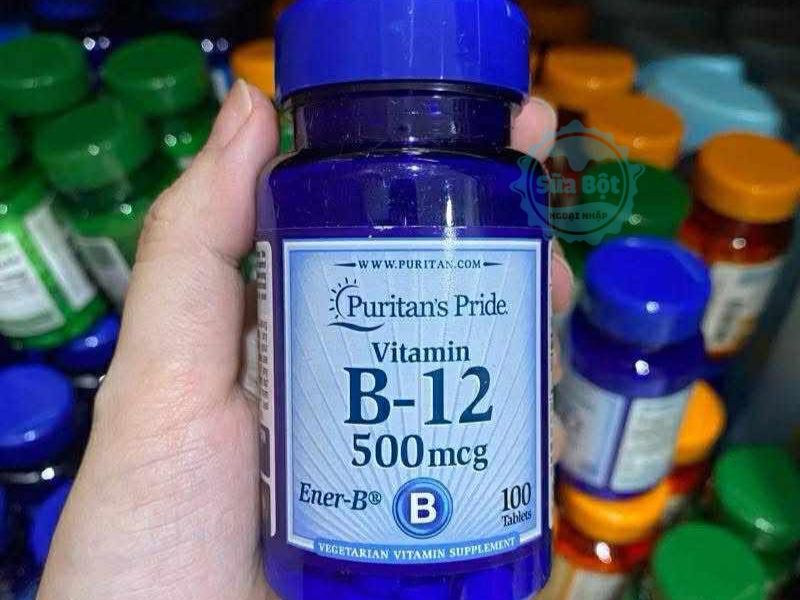 Sữa Bột
NGOẠI NHẬP
WWW.PURITAN.COM
Puritan's Pride®
Vitamin
B-12
500 mcg
Ener-B®
B
100
Tablets
VEGETARIAN VITAMIN SUPPLEMENT